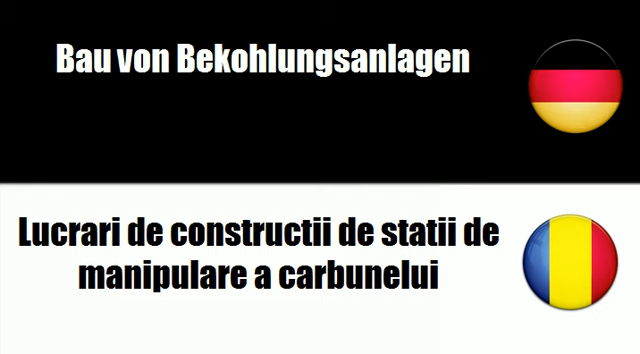 Bau von Bekohlungsanlagen
Lucrari de constructii de statii de
manipulare a carbunelui